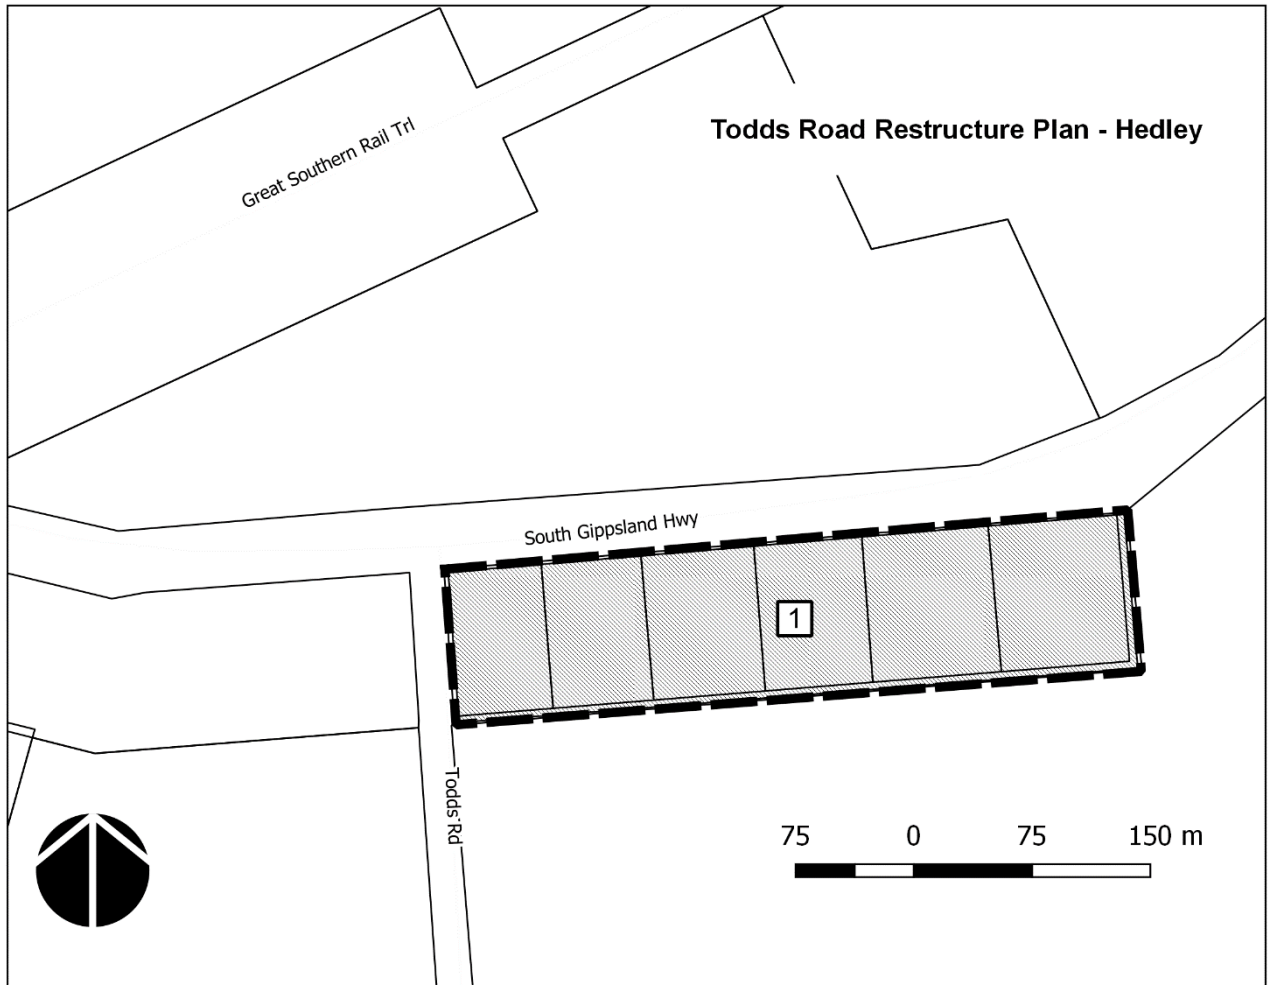 Todds Road Restructure Plan - Hedley
Great Southern Rail Trl
South Gippsland Hwy
1
Todds Rd
75 0 75 150 m